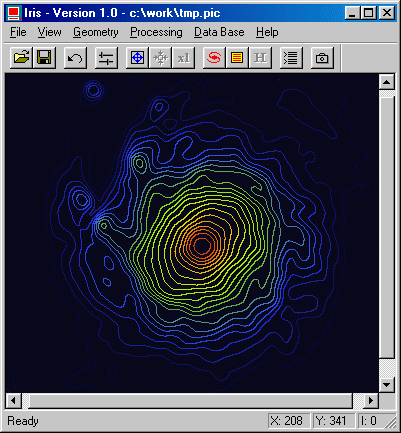 Iris - Version 1.0 - c:\work\tmp.pic
File View Geometry Processing Data Base Help
x1 H
Ready X: 208 Y: 341 I: 0